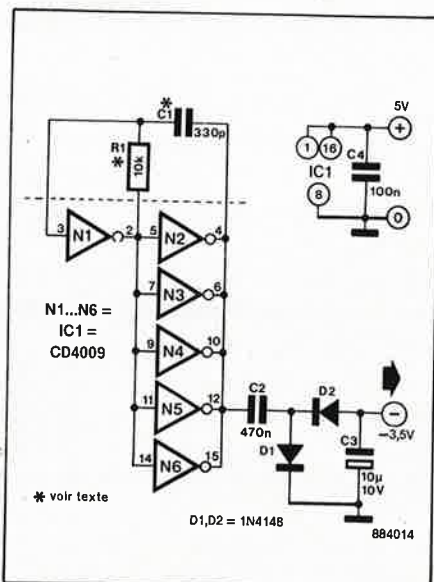 *
C1
330p
R1
*
10k
5V
+
1
16
IC1
8
C4
100n
0
3
N1
2
5
N2
4
7
N3
6
9
N4
10
11
N5
12
14
N6
15
N1...N6 =
IC1 =
CD4009
C2
470n
D2
D1
–
–3,5V
C3
10µ
10V
* voir texte
D1,D2 = 1N4148
884014